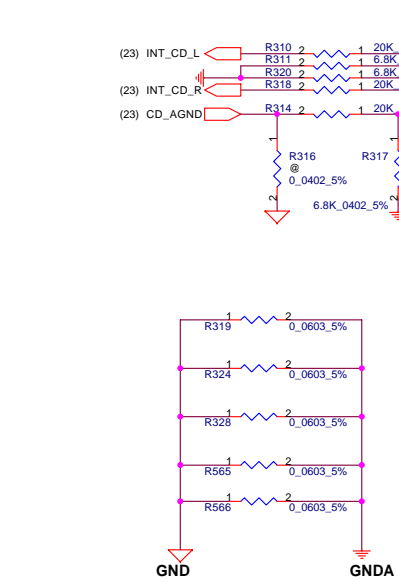 (23) INT_CD_L R310 2 1 20K
R311 2 1 6.8K
R320 2 1 6.8K
(23) INT_CD_R R318 2 1 20K
(23) CD_AGND R314 2 1 20K
1
R316 R317
@
0_0402_5%
2 2
6.8K_0402_5%
1 2
R319 0_0603_5%
1 2
R324 0_0603_5%
1 2
R328 0_0603_5%
1 2
R565 0_0603_5%
1 2
R566 0_0603_5%
GND GNDA